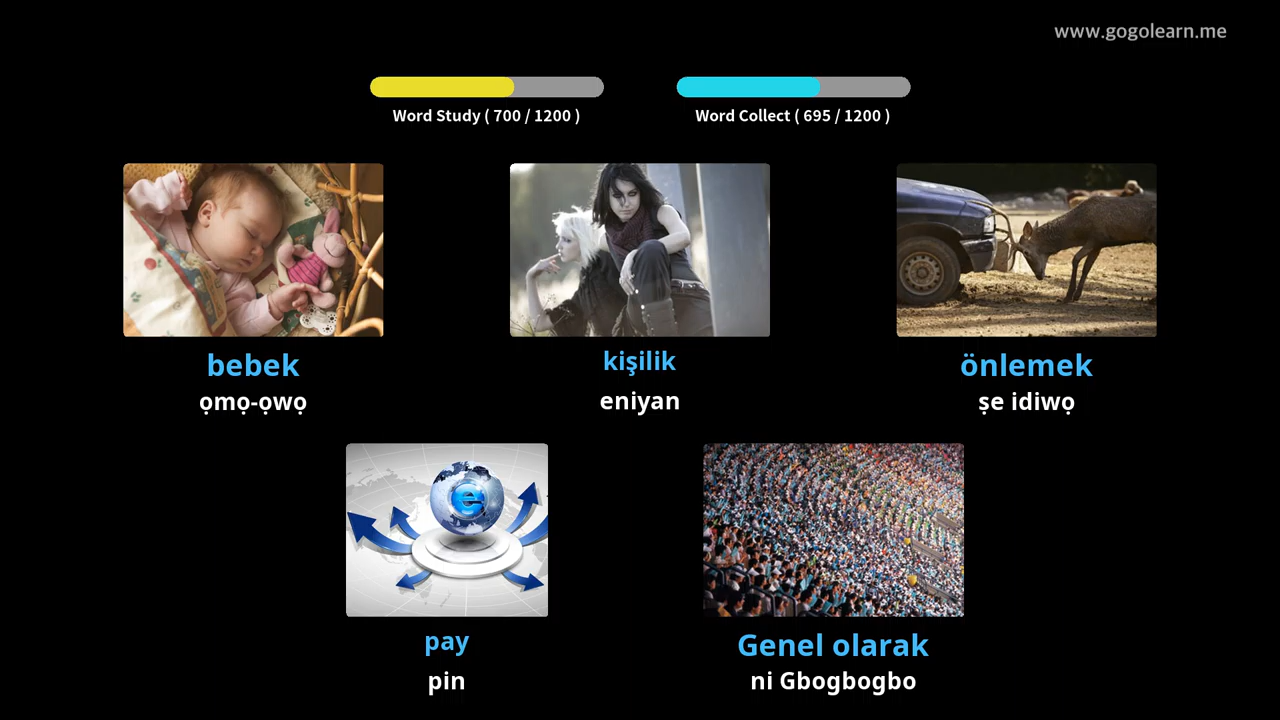 www.gogolearn.me
Word Study ( 700 / 1200 )
Word Collect ( 695 / 1200 )
bebek
ọmọ-ọwọ
kişilik
eniyan
önlemek
ṣe idiwọ
e
pay
pin
Genel olarak
ni Gbogbogbo